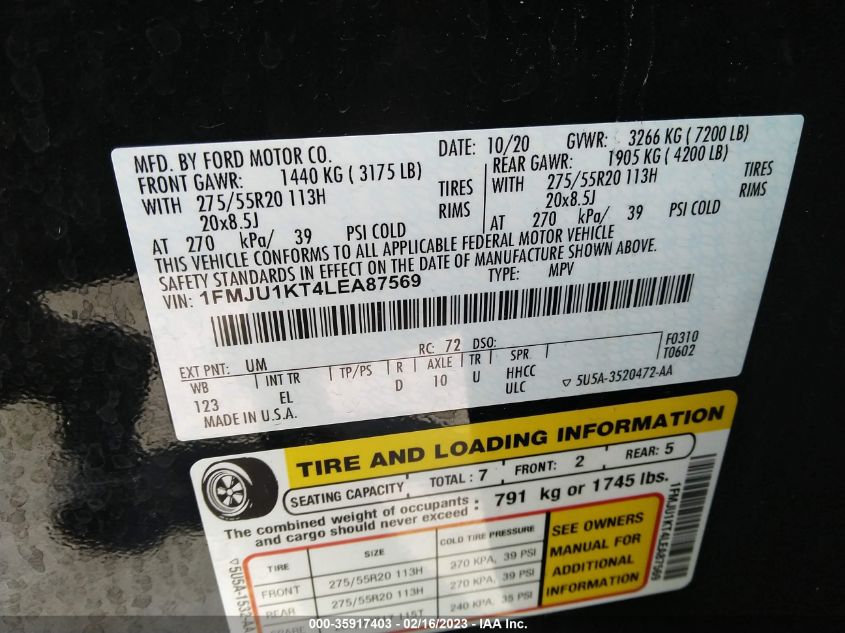 MFD. BY FORD MOTOR CO.
DATE: 10/20 GVWR: 3266 KG ( 7200 LB)
FRONT GAWR: 1440 KG ( 3175 LB)
REAR GAWR: 1905 KG ( 4200 LB)
WITH 275/55R20 113H TIRES
WITH 275/55R20 113H TIRES
20x8.5J RIMS
20x8.5J RIMS
AT 270 kPa/ 39 PSI COLD
AT 270 kPa/ 39 PSI COLD
THIS VEHICLE CONFORMS TO ALL APPLICABLE FEDERAL MOTOR VEHICLE
SAFETY STANDARDS IN EFFECT ON THE DATE OF MANUFACTURE SHOWN ABOVE.
VIN: 1FMJU1KT4LEA87569 TYPE: MPV
EXT PNT: UM RC: 72 DSO:
F0310
T0602
WB INT TR TP/PS R AXLE TR SPR
123 EL D 10 U HHCC
ULC
MADE IN U.S.A.
5U5A-3520472-AA
TIRE AND LOADING INFORMATION
SEATING CAPACITY TOTAL : 7 FRONT: 2 REAR: 5
The combined weight of occupants
and cargo should never exceed : 791 kg or 1745 lbs.
TIRE SIZE COLD TIRE PRESSURE
FRONT 275/55R20 113H 270 KPA, 39 PSI
REAR 275/55R20 113H 270 KPA, 39 PSI
240 KPA, 35 PSI
SEE OWNERS
MANUAL FOR
ADDITIONAL
INFORMATION
1FMJU1KT4LEA87569
000-35917403 - 02/16/2023 - IAA Inc.